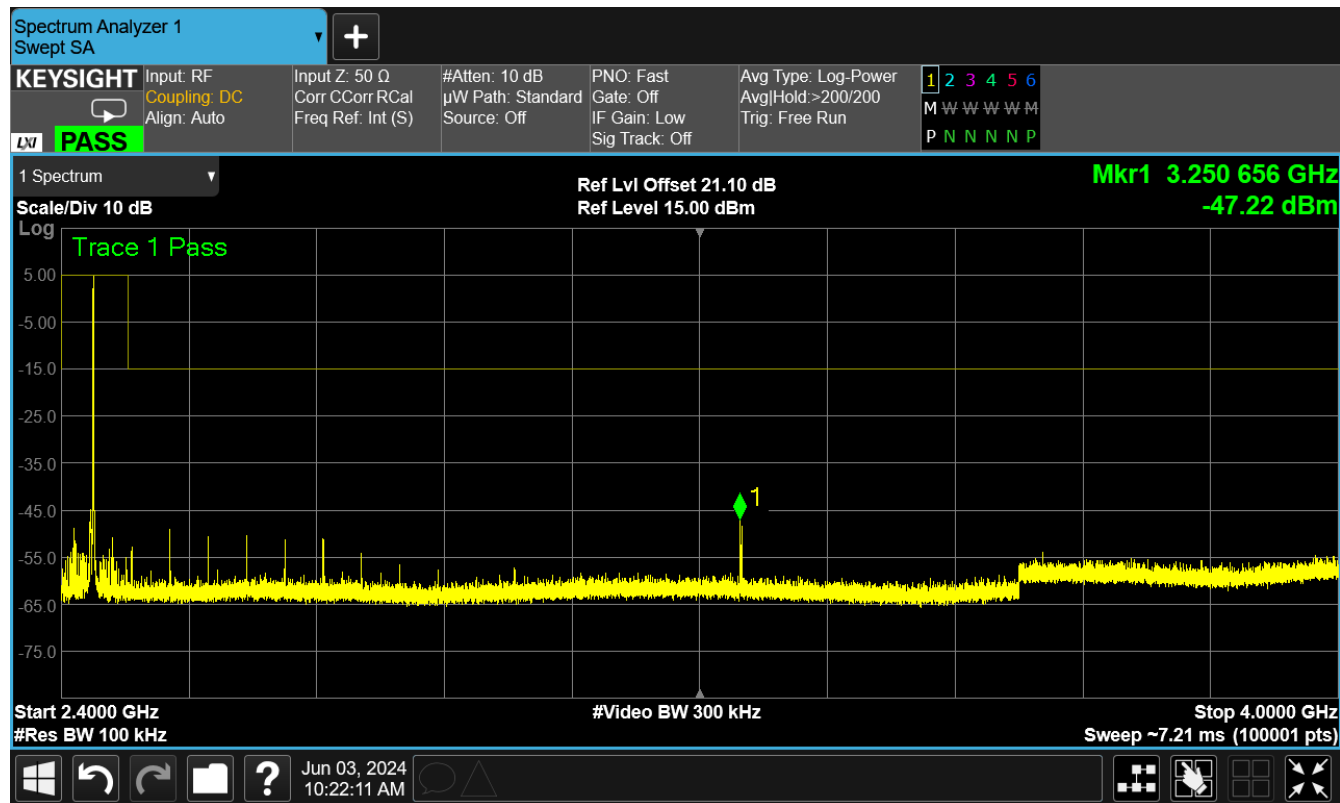 Spectrum Analyzer 1
Swept SA
KEYSIGHT
LXI
PASS
Input: RF
Coupling: DC
Align: Auto
Input Z: 50 Ω
Corr CCorr RCal
Freq Ref: Int (S)
#Atten: 10 dB
µW Path: Standard
Source: Off
PNO: Fast
Gate: Off
IF Gain: Low
Sig Track: Off
Avg Type: Log-Power
Avg|Hold:>200/200
Trig: Free Run
1 2 3 4 5 6
M W W W W M
P N N N N P
1 Spectrum
Scale/Div 10 dB
Ref Lvl Offset 21.10 dB
Ref Level 15.00 dBm
Mkr1 3.250 656 GHz
-47.22 dBm
Log
Trace 1 Pass
5.00
-5.00
-15.0
-25.0
-35.0
-45.0
-55.0
-65.0
-75.0
1
Start 2.4000 GHz
#Res BW 100 kHz
#Video BW 300 kHz
Stop 4.0000 GHz
Sweep ~7.21 ms (100001 pts)
?
Jun 03, 2024
10:22:11 AM